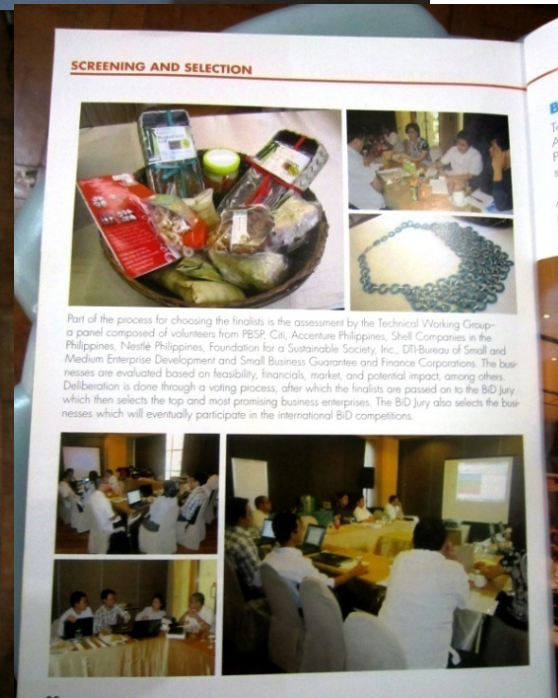 SCREENING AND SELECTION
Part of the process for choosing the finalists is the assessment by the Technical Working Group–
a panel composed of volunteers from PBSP, Citi, Accenture Philippines, Shell Companies in the
Philippines, Nestlé Philippines, Foundation for a Sustainable Society, Inc., DTI-Bureau of Small and
Medium Enterprise Development and Small Business Guarantee and Finance Corporations. The busi-
nesses are evaluated based on feasibility, financials, market, and potential impact, among others.
Deliberation is done through a voting process, after which the finalists are passed on to the BiD Jury
which then selects the top and most promising business enterprises. The BiD Jury also selects the busi-
nesses which will eventually participate in the international BiD competitions.